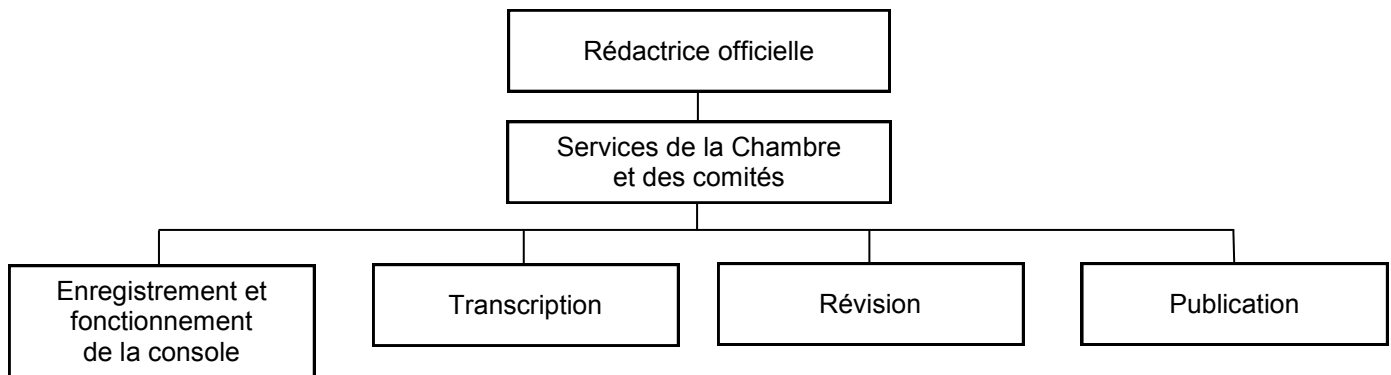 Rédactrice officielle
Services de la Chambre
et des comités
Enregistrement et
fonctionnement
de la console
Transcription
Révision
Publication